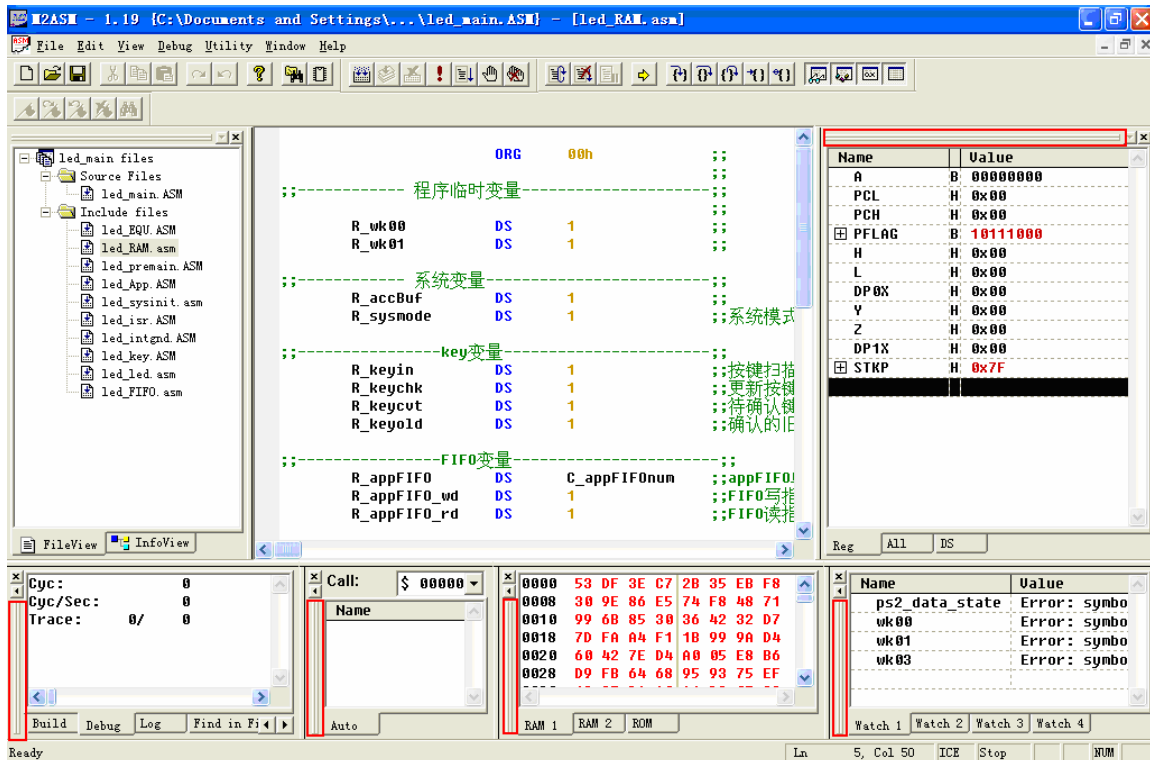 M2ASM - 1.19 {C:\Documents and Settings\...\led_main.ASM} - [led_RAM.asm]
File Edit View Debug Utility Window Help
led_main files
Source Files
led_main.ASM
Include files
led_EQU.ASM
led_RAM.asm
led_premain.ASM
led_App.ASM
led_sysinit.asm
led_isr.ASM
led_intgnd.ASM
led_key.ASM
led_led.asm
led_FIFO.asm
FileView InfoView
ORG 00h ;;
;;
;;------------ 程序临时变量-----------------;;
;;
R_wk00 DS 1 ;;
R_wk01 DS 1 ;;
;;------------ 系统变量--------------------;;
R_accBuf DS 1 ;;
R_sysmode DS 1 ;;系统模式
;;---------------key变量------------------;;
R_keyin DS 1 ;;按键扫描
R_keychk DS 1 ;;更新按键
R_keycvt DS 1 ;;待确认键
R_keyold DS 1 ;;确认的旧
;;---------------FIFO变量------------------;;
R_appFIFO DS C_appFIFOnum ;;appFIFO
R_appFIFO_wd DS 1 ;;FIFO写指
R_appFIFO_rd DS 1 ;;FIFO读指
Name Value
A B 00000000
PCL H 0x00
PCH H 0x00
PFLAG B 10111000
H H 0x00
L H 0x00
DP0X H 0x00
Y H 0x00
Z H 0x00
DP1X H 0x00
STKP H 0x7F
H
Reg All DS
Cyc: 0
Cyc/Sec: 0
Trace: 0/ 0
Build Debug Log Find in Fi
Call: $ 00000
Name
Auto
0000 53 DF 3E C7 2B 35 EB F8
0008 30 9E 86 E5 74 F8 48 71
0010 99 6B 85 30 36 42 32 D7
0018 7D FA A4 F1 1B 99 9A D4
0020 60 42 7E D4 A0 05 E8 B6
0028 D9 FB 64 68 95 93 75 EF
RAM 1 RAM 2 ROM
Name Value
ps2_data_state Error: symbo
wk00 Error: symbo
wk01 Error: symbo
wk03 Error: symbo
Watch 1 Watch 2 Watch 3 Watch 4
Ready
Ln 5, Col 50 ICE Stop NUM